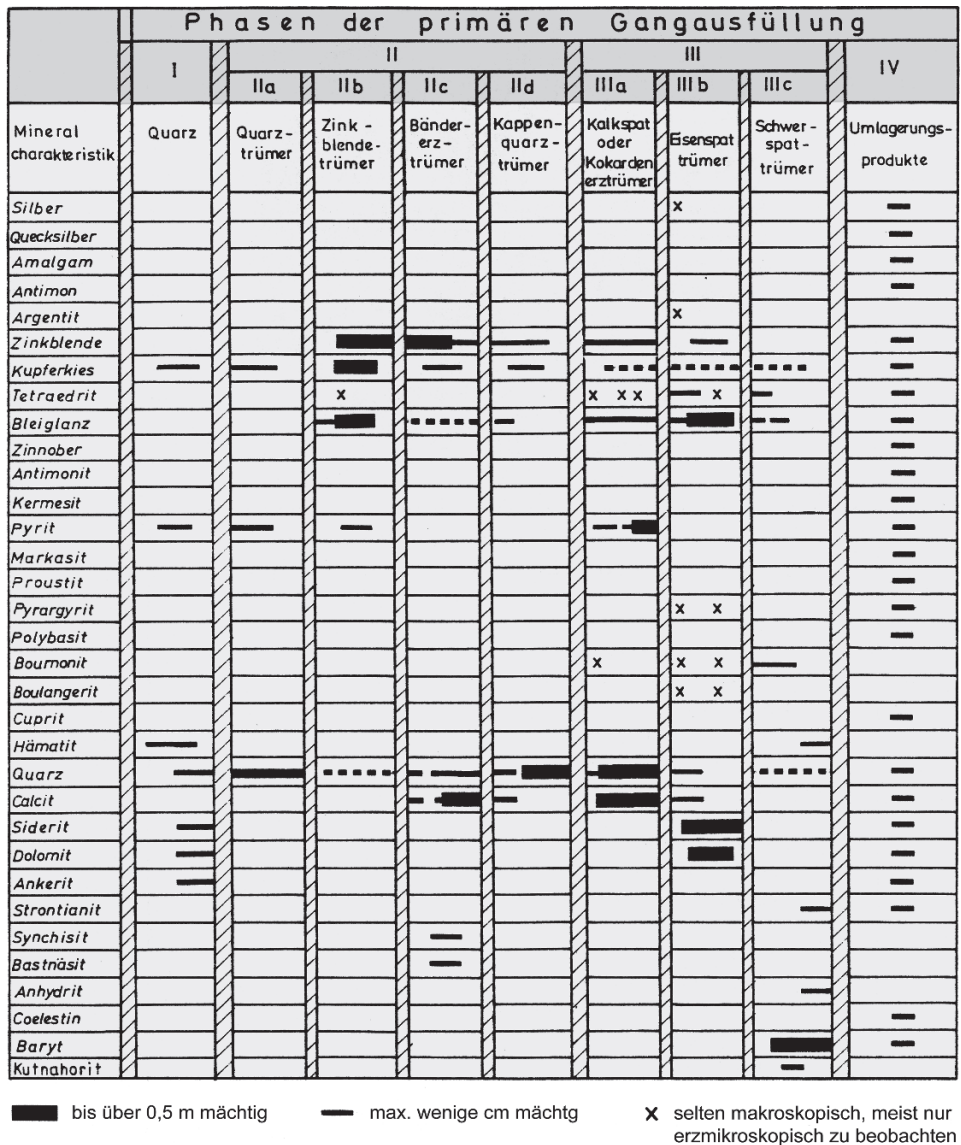 Phasen der primären Gangausfüllung
I II III IV
IIa IIb IIc IId IIIa IIIb IIIc
Mineral
charakteristik
Quarz
Quarz-
trümer
Zink-
blende-
trümer
Bänder-
erz-
trümer
Kappen-
quarz-
trümer
Kalkspat
oder
Kokarden
erztrümer
Eisenspat
trümer
Schwer-
spat-
trümer
Umlagerungs-
produkte
Silber x
Quecksilber
Amalgam
Antimon
Argentit x
Zinkblende
Kupferkies
Tetraedrit x x x x x
Bleiglanz
Zinnober
Antimonit
Kermesit
Pyrit
Markasit
Proustit
Pyrargyrit x x
Polybasit
Bournonit x x x
Boulangerit x x
Cuprit
Hämatit
Quarz
Calcit
Siderit
Dolomit
Ankerit
Strontianit
Synchisit
Bastnäsit
Anhydrit
Coelestin
Baryt
Kutnahorit
bis über 0,5 m mächtig
max. wenige cm mächtg
x selten makroskopisch, meist nur
erzmikroskopisch zu beobachten